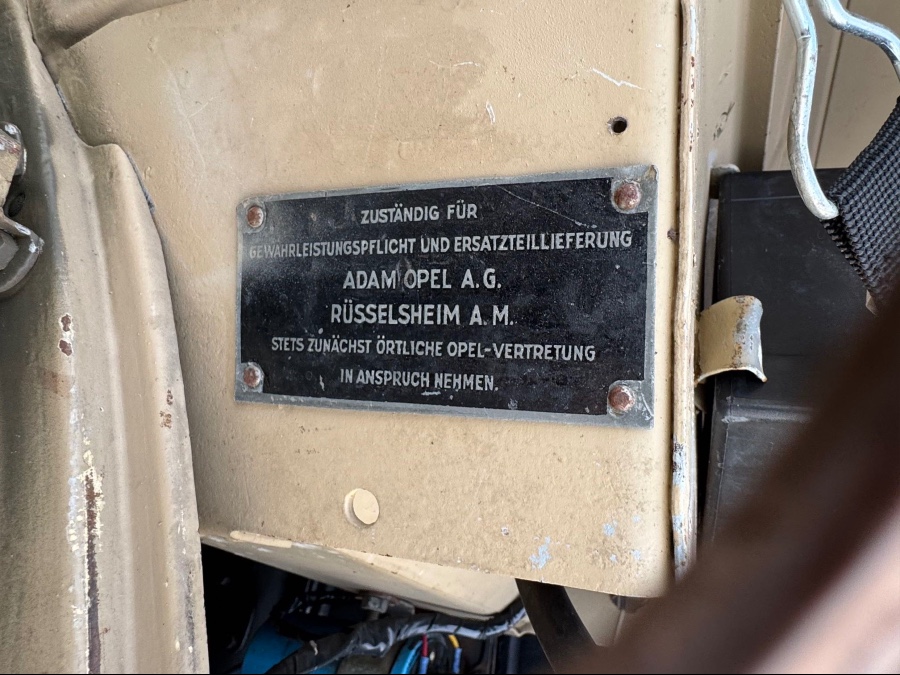 ZUSTÄNDIG FÜR
GEWÄHRLEISTUNGSPFLICHT UND ERSATZTEILLIEFERUNG
ADAM OPEL A.G.
RÜSSELSHEIM A. M.
STETS ZUNÄCHST ÖRTLICHE OPEL-VERTRETUNG
IN ANSPRUCH NEHMEN.